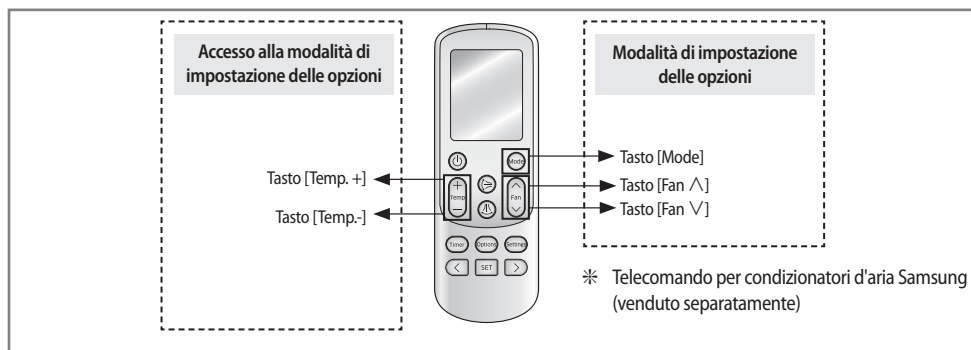 Accesso alla modalità di
impostazione delle opzioni
Tasto [Temp. +]
Tasto [Temp.-]
Mode
+
Temp
−
Fan
Timer
Options
Settings
<
SET
>
Modalità di impostazione
delle opzioni
Tasto [Mode]
Tasto [Fan ∧]
Tasto [Fan ∨]
❈ Telecomando per condizionatori d'aria Samsung
(venduto separatamente)